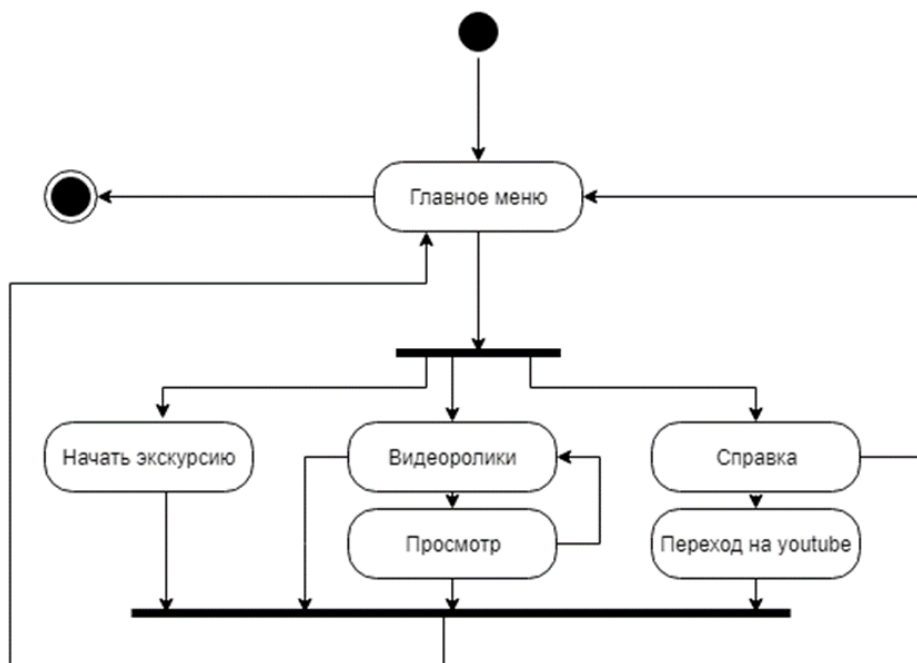 Главное меню
Начать экскурсию
Видеоролики
Справка
Просмотр
Переход на youtube